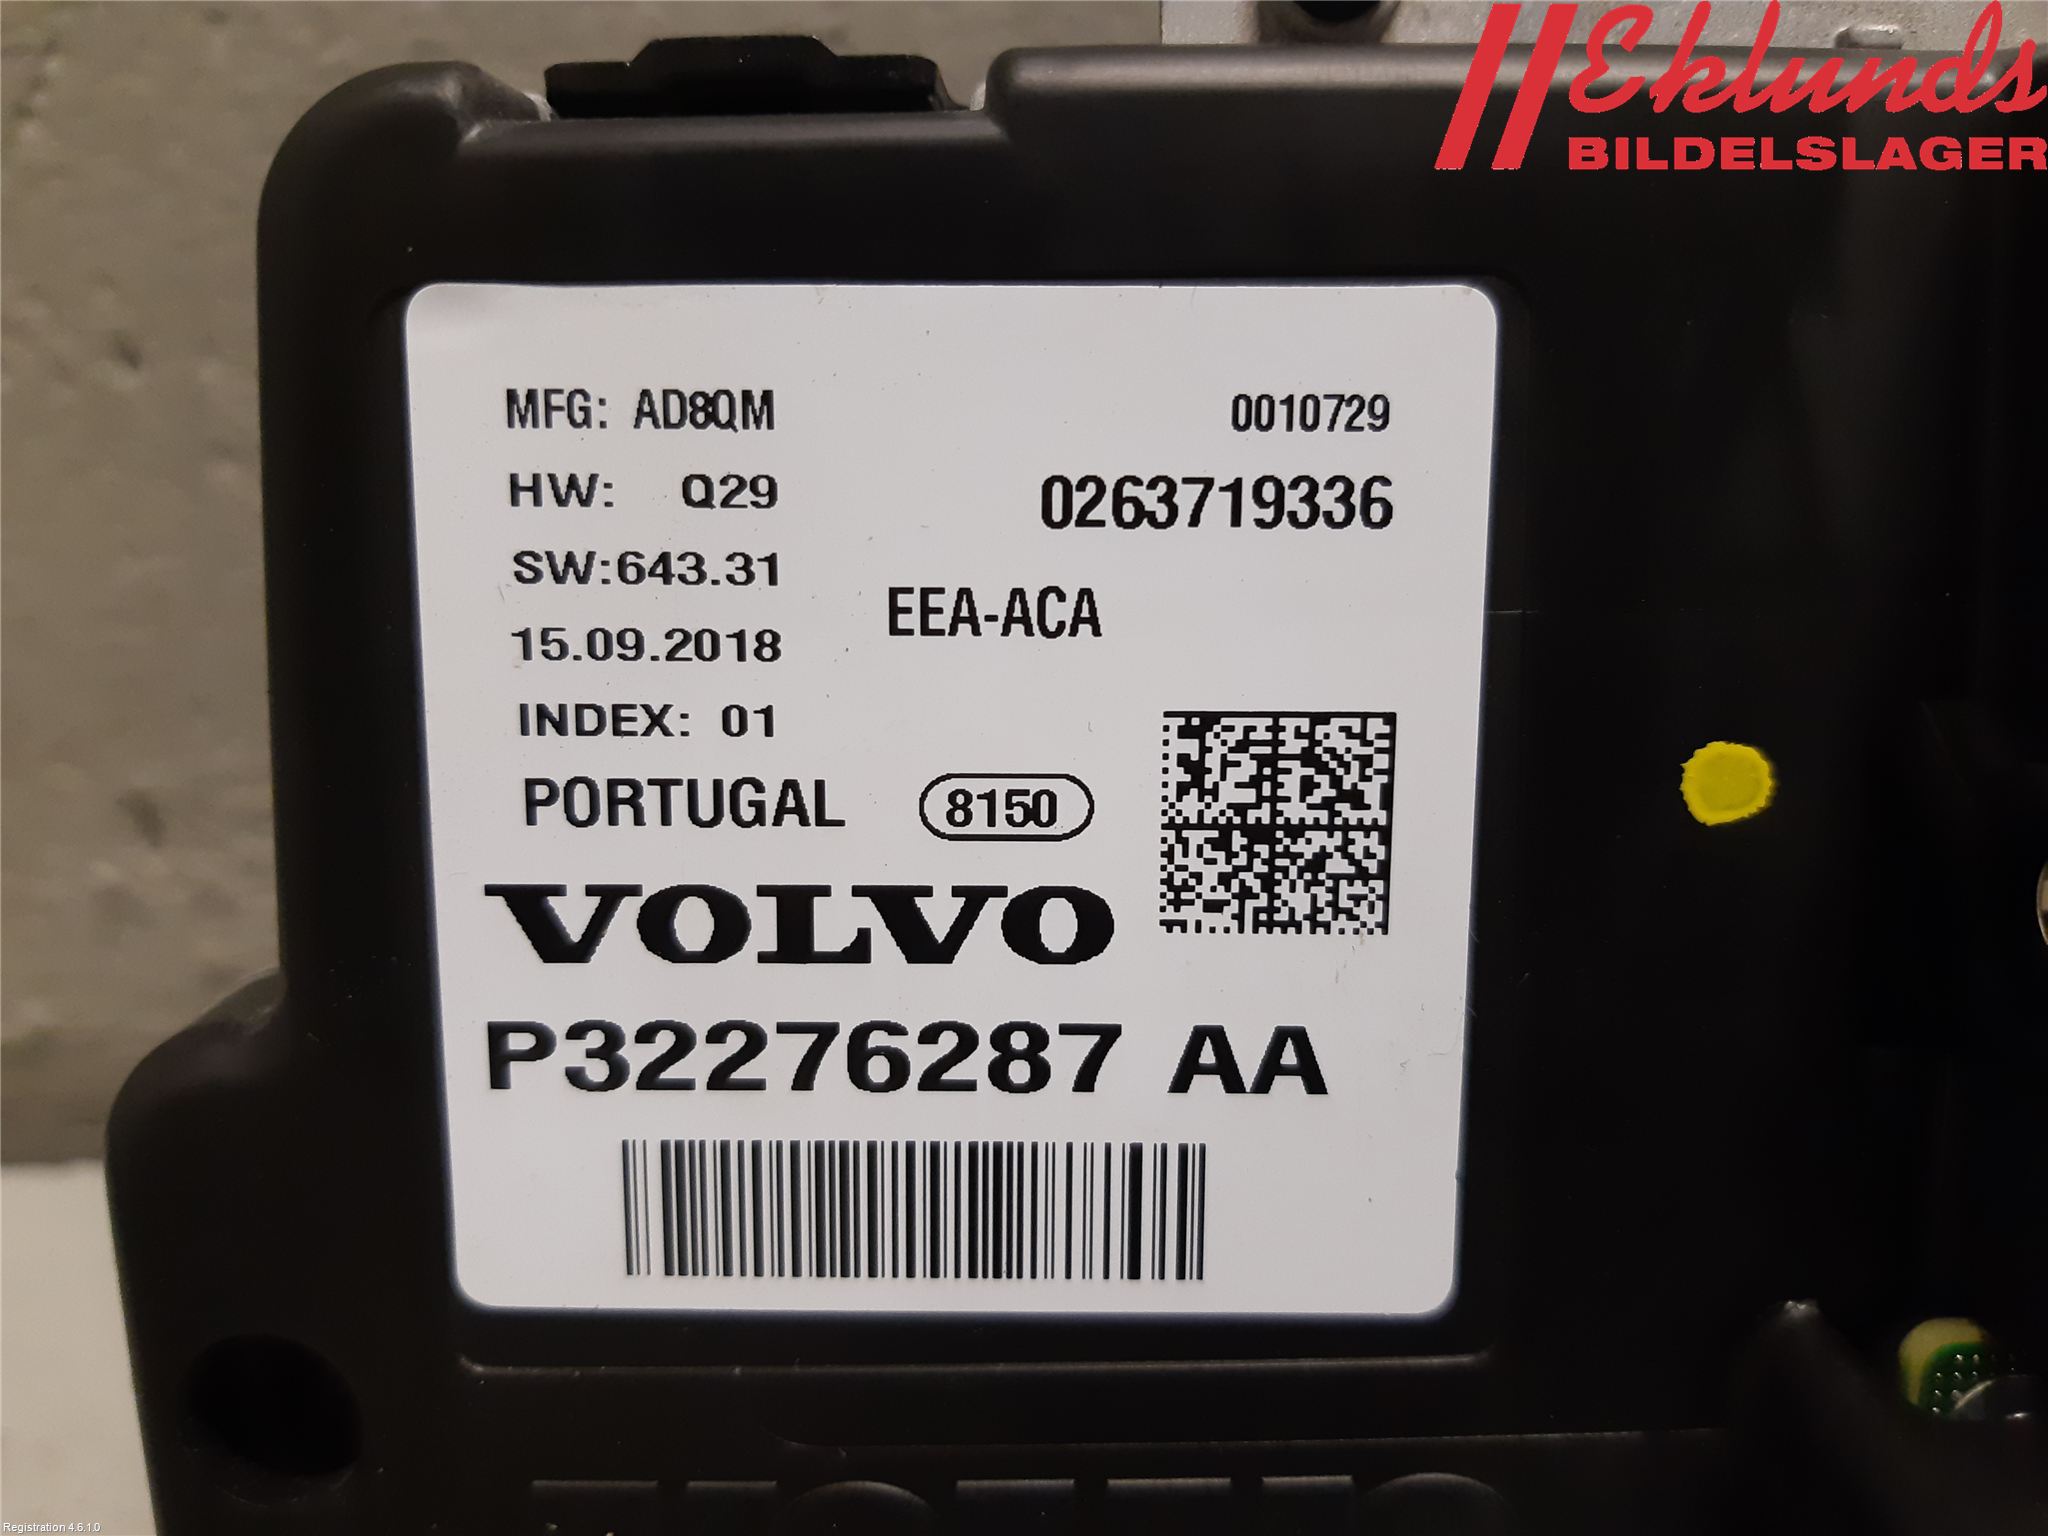 Eklunds
BILDELSLAGER
MFG: AD8QM 0010729
HW: Q29 0263719336
SW:643.31
EEA-ACA
15.09.2018
INDEX: 01
PORTUGAL 8150
VOLVO
P32276287 AA
Registration 4.6.1.0